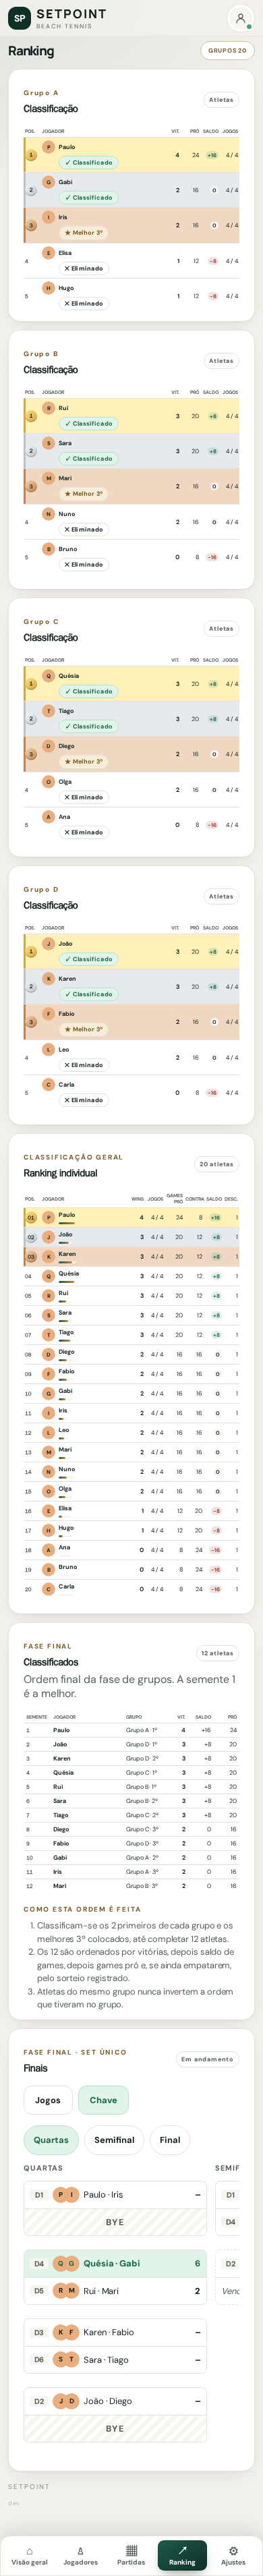 SP SETPOINT
BEACH TENNIS
Ranking
GRUPOS 20
Grupo A
Classificação
Atletas
POS. JOGADOR VIT. PRÓ SALDO JOGOS
1 P Paulo 4 24 +16 4 / 4
✓ Classificado
2 G Gabi 2 16 0 4 / 4
✓ Classificado
3 I Iris 2 16 0 4 / 4
★ Melhor 3º
4 E Elisa 1 12 -8 4 / 4
✕ Eliminado
5 H Hugo 1 12 -8 4 / 4
✕ Eliminado
Grupo B
Classificação
Atletas
POS. JOGADOR VIT. PRÓ SALDO JOGOS
1 R Rui 3 20 +8 4 / 4
✓ Classificado
2 S Sara 3 20 +8 4 / 4
✓ Classificado
3 M Mari 2 16 0 4 / 4
★ Melhor 3º
4 N Nuno 2 16 0 4 / 4
✕ Eliminado
5 B Bruno 0 8 -16 4 / 4
✕ Eliminado
Grupo C
Classificação
Atletas
POS. JOGADOR VIT. PRÓ SALDO JOGOS
1 Q Quésia 3 20 +8 4 / 4
✓ Classificado
2 T Tiago 3 20 +8 4 / 4
✓ Classificado
3 D Diego 2 16 0 4 / 4
★ Melhor 3º
4 O Olga 2 16 0 4 / 4
✕ Eliminado
5 A Ana 0 8 -16 4 / 4
✕ Eliminado
Grupo D
Classificação
Atletas
POS. JOGADOR VIT. PRÓ SALDO JOGOS
1 J João 3 20 +8 4 / 4
✓ Classificado
2 K Karen 3 20 +8 4 / 4
✓ Classificado
3 F Fabio 2 16 0 4 / 4
★ Melhor 3º
4 L Leo 2 16 0 4 / 4
✕ Eliminado
5 C Carla 0 8 -16 4 / 4
✕ Eliminado
CLASSIFICAÇÃO GERAL
Ranking individual
20 atletas
POS. JOGADOR WINS JOGOS GAMES PRÓ CONTRA SALDO DESC.
01 P Paulo 4 4 / 4 24 8 +16 1
02 J João 3 4 / 4 20 12 +8 1
03 K Karen 3 4 / 4 20 12 +8 1
04 Q Quésia 3 4 / 4 20 12 +8 1
05 R Rui 3 4 / 4 20 12 +8 1
06 S Sara 3 4 / 4 20 12 +8 1
07 T Tiago 3 4 / 4 20 12 +8 1
08 D Diego 2 4 / 4 16 16 0 1
09 F Fabio 2 4 / 4 16 16 0 1
10 G Gabi 2 4 / 4 16 16 0 1
11 I Iris 2 4 / 4 16 16 0 1
12 L Leo 2 4 / 4 16 16 0 1
13 M Mari 2 4 / 4 16 16 0 1
14 N Nuno 2 4 / 4 16 16 0 1
15 O Olga 2 4 / 4 16 16 0 1
16 E Elisa 1 4 / 4 12 20 -8 1
17 H Hugo 1 4 / 4 12 20 -8 1
18 A Ana 0 4 / 4 8 24 -16 1
19 B Bruno 0 4 / 4 8 24 -16 1
20 C Carla 0 4 / 4 8 24 -16 1
FASE FINAL
Classificados
12 atletas
Ordem final da fase de grupos. A semente 1
é a melhor.
SEMENTE JOGADOR GRUPO VIT. SALDO PRÓ
1 Paulo Grupo A · 1º 4 +16 24
2 João Grupo D · 1º 3 +8 20
3 Karen Grupo D · 2º 3 +8 20
4 Quésia Grupo C · 1º 3 +8 20
5 Rui Grupo B · 1º 3 +8 20
6 Sara Grupo B · 2º 3 +8 20
7 Tiago Grupo C · 2º 3 +8 20
8 Diego Grupo C · 3º 2 0 16
9 Fabio Grupo D · 3º 2 0 16
10 Gabi Grupo A · 2º 2 0 16
11 Iris Grupo A · 3º 2 0 16
12 Mari Grupo B · 3º 2 0 16
COMO ESTA ORDEM É FEITA
1. Classificam-se os 2 primeiros de cada grupo e os
melhores 3º colocados, até completar 12 atletas.
2. Os 12 são ordenados por vitórias, depois saldo de
games, depois games pró e, se ainda empatarem,
pelo sorteio registrado.
3. Atletas do mesmo grupo nunca invertem a ordem
que tiveram no grupo.
FASE FINAL · SET ÚNICO
Finais
Em andamento
Jogos Chave
Quartas Semifinal Final
QUARTAS SEMIF
D1 P I Paulo · Iris –
BYE
D4 Q G Quésia · Gabi 6
D5 R M Rui · Mari 2
D3 K F Karen · Fabio –
D6 S T Sara · Tiago –
D2 J D João · Diego –
BYE
D1
D4
D2
Venc
SETPOINT
dev
Visão geral Jogadores Partidas Ranking Ajustes